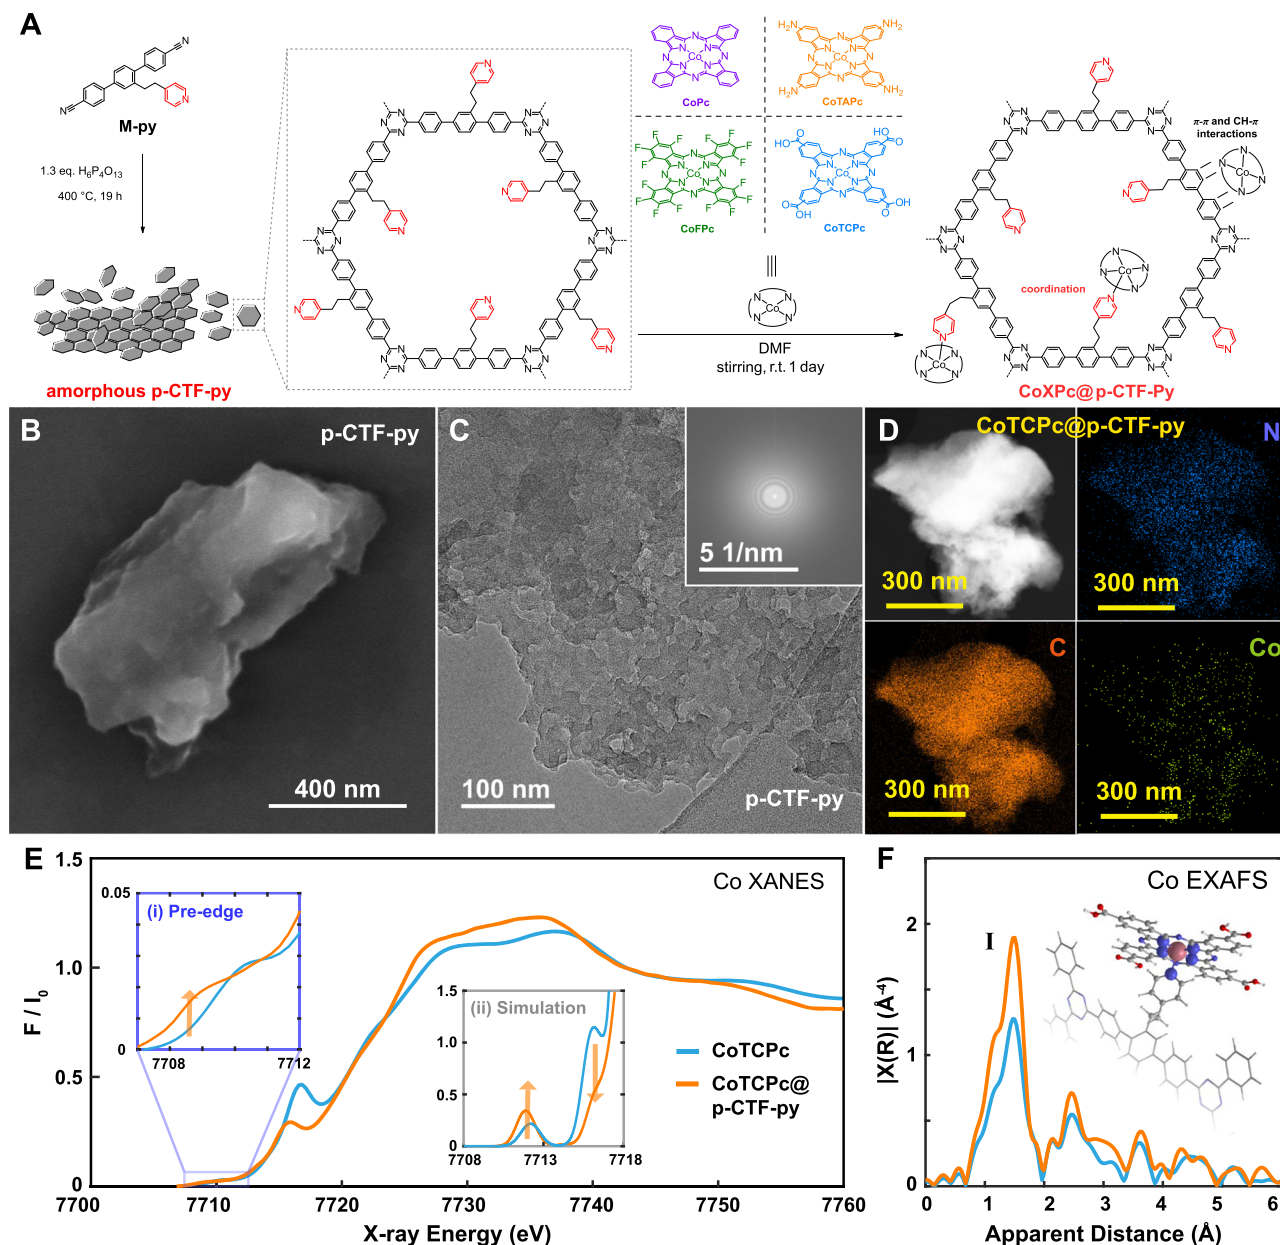 A
M-py
1.3 eq. H₆P₄O₁₃
400 °C, 19 h
amorphous p-CTF-py
CoPc
CoTAPc
CoFPc
CoTCPc
DMF
stirring, r.t. 1 day
π-π and CH-π
interactions
coordination
CoXPc@p-CTF-Py
B
p-CTF-py
400 nm
C
5 1/nm
100 nm
p-CTF-py
D
CoTCPc@p-CTF-py
N
300 nm
300 nm
C
Co
300 nm
300 nm
E
Co XANES
F / I₀
1.5
1.0
0.5
0
7700
7710
7720
7730
7740
7750
7760
X-ray Energy (eV)
(i) Pre-edge
0.05
0
7708
7712
(ii) Simulation
1.5
1.0
0.5
0
7708
7713
7718
CoTCPc
CoTCPc@
p-CTF-py
F
Co EXAFS
I
|X(R)| (Å⁻⁴)
2
1
0
0
1
2
3
4
5
6
Apparent Distance (Å)